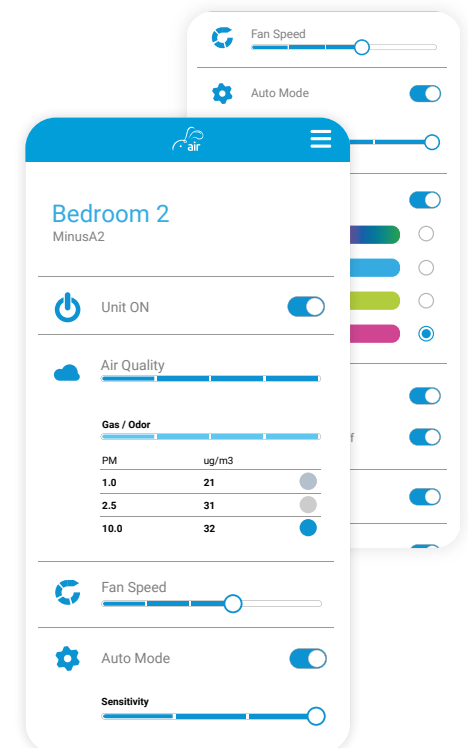 Fan Speed
Auto Mode
f
air
Bedroom 2
MinusA2
Unit ON
Air Quality
Gas / Odor
PM ug/m3
1.0 21
2.5 31
10.0 32
Fan Speed
Auto Mode
Sensitivity